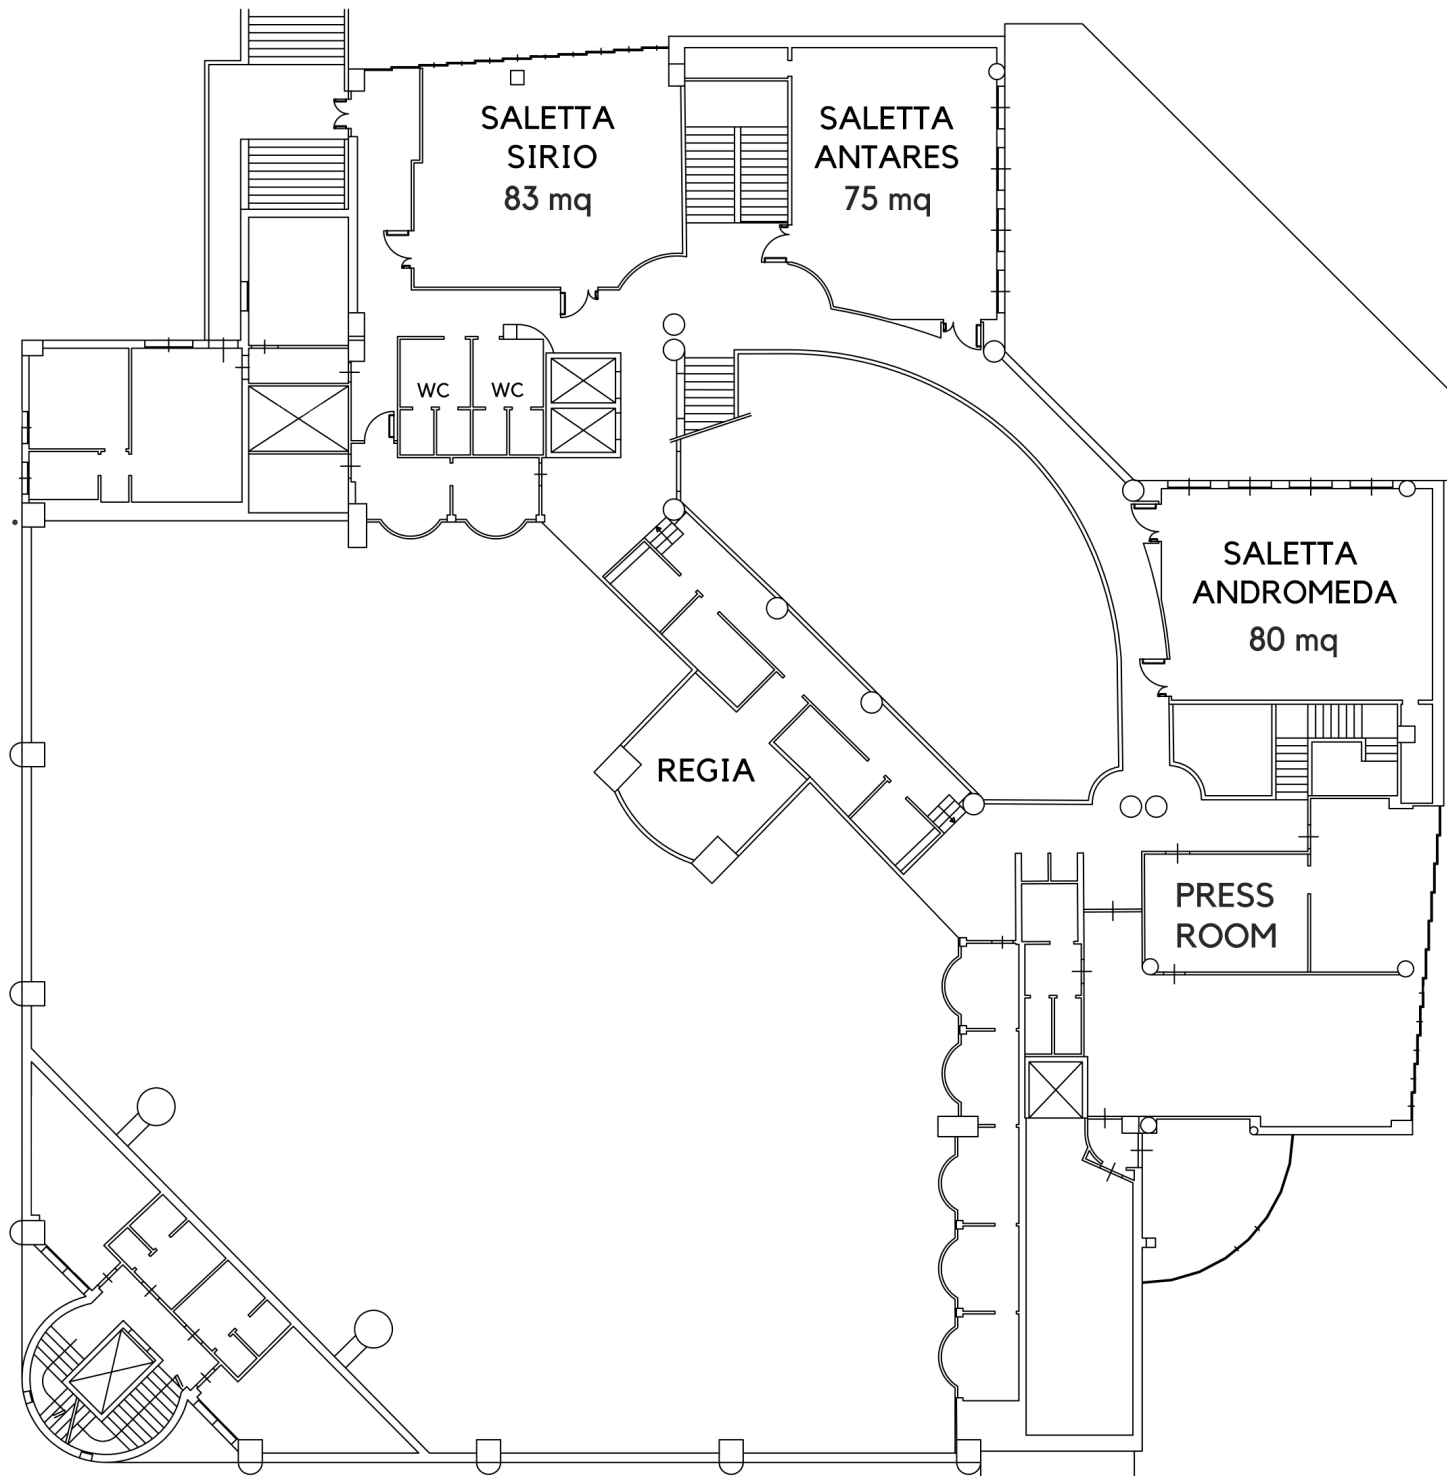 SALETTA
SIRIO
83 mq
SALETTA
ANTARES
75 mq
WC
WC
SALETTA
ANDROMEDA
80 mq
REGIA
PRESS
ROOM